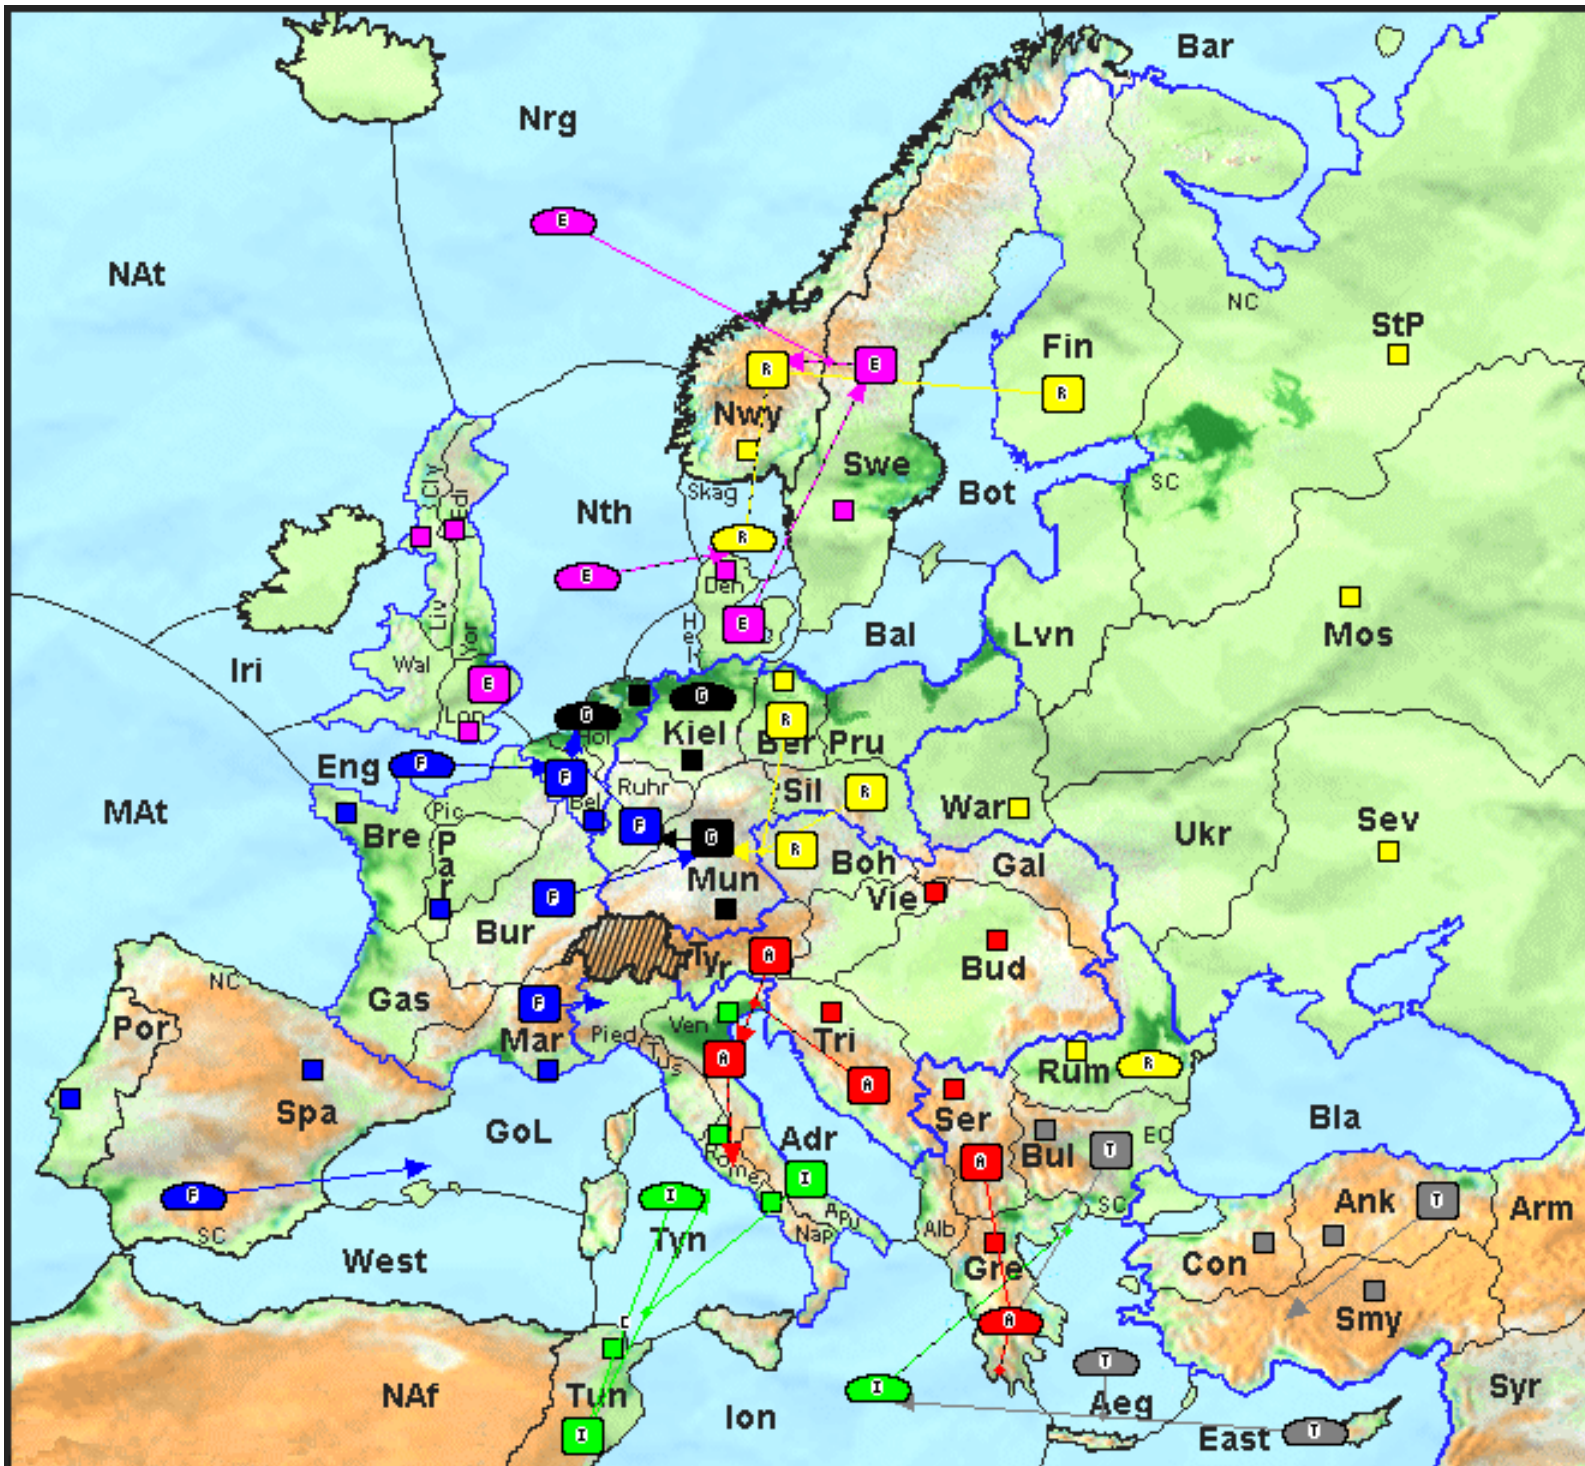 Bar
Nrg
E
NAt
NC
StP
Fin
R
E
R
Nwy
Swe
SC
Skag
Bot
Cly
Edi
Nth
R
E
Den
Hel
E
Bal
Lvn
Mos
Liv
Yor
Wal
Iri
E
Lon
G
G
R
Hol
Kiel
Ber
Pru
Eng
F
F
Ruhr
Sil
R
War
MAt
Bre
Pic
Par
Bel
F
G
R
Boh
Gal
Ukr
Sev
Mun
Vie
F
Bur
Tyr
A
Bud
NC
Gas
F
Por
Mar
Pied
Ven
Tri
Tus
A
A
Rum
R
Spa
GoL
Ser
Bla
Adr
Bul
EC
T
Rome
A
F
I
I
Ank
T
Arm
SC
Apu
Nap
Alb
SC
West
Tyn
Gre
Con
A
Smy
C
T
NAf
Tun
I
Aeg
Syr
Ion
I
East
T